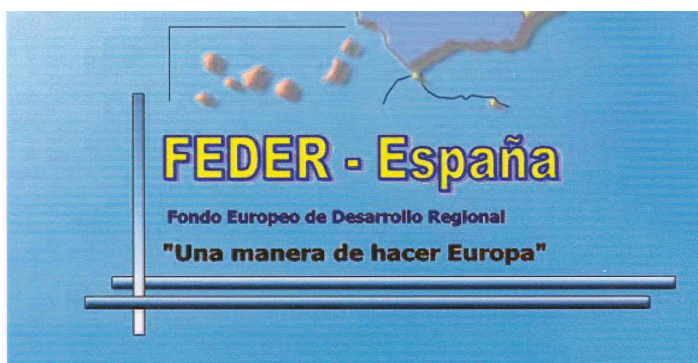 FEDER - España
Fondo Europeo de Desarrollo Regional
"Una manera de hacer Europa"